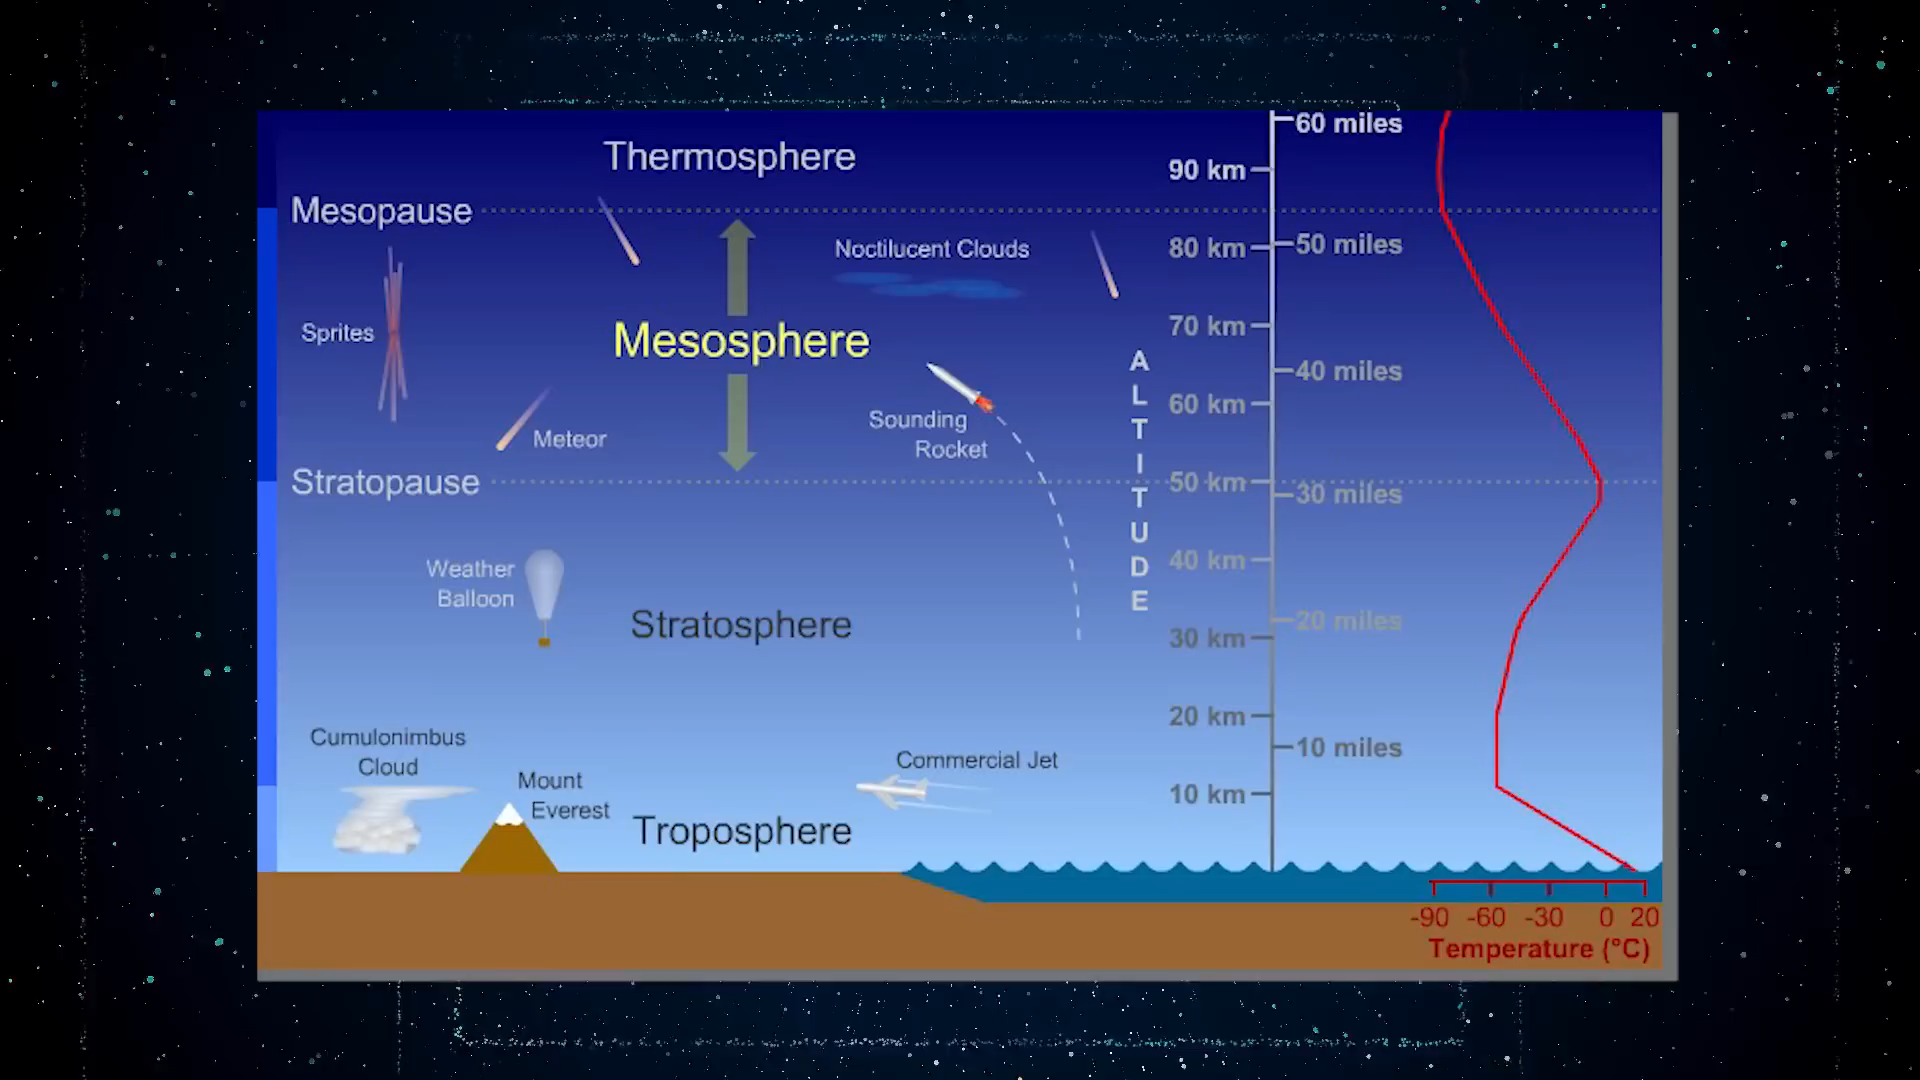 60 miles
Thermosphere
90 km
Mesopause
Noctilucent Clouds
80 km
50 miles
Sprites
Mesosphere
70 km
ALTITUDE
40 miles
60 km
Sounding
Rocket
Meteor
Stratopause
50 km
30 miles
Weather
Balloon
40 km
Stratosphere
20 miles
30 km
20 km
Cumulonimbus
Cloud
10 miles
Commercial Jet
Mount
Everest
10 km
Troposphere
-90 -60 -30 0 20
Temperature (°C)